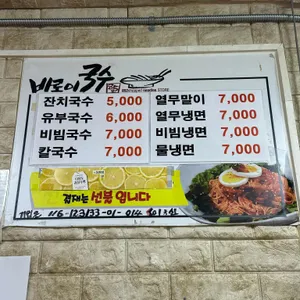 비로이국수
잔치국수 5,000
유부국수 6,000
비빔국수 7,000
칼국수 7,000
열무말이 7,000
열무냉면 7,000
비빔냉면 7,000
물냉면 7,000
결제는 선불입니다